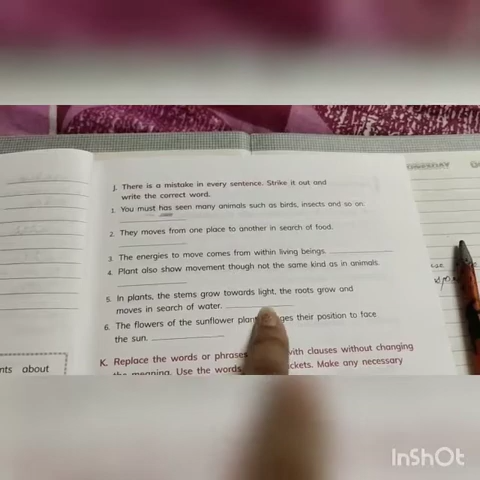 J. There is a mistake in every sentence. Strike it out and
write the correct word.
1. You must has seen many animals such as birds, insects and so on.
2. They moves from one place to another in search of food.
3. The energies to move comes from within living beings.
4. Plant also show movement though not the same kind as in animals.
5. In plants, the stems grow towards light, the roots grow and
moves in search of water.
6. The flowers of the sunflower their position to face
the sun.
K. Replace the words or phrases with clauses without changing
the meaning. Use the words Make any necessary
nts about
InShOt